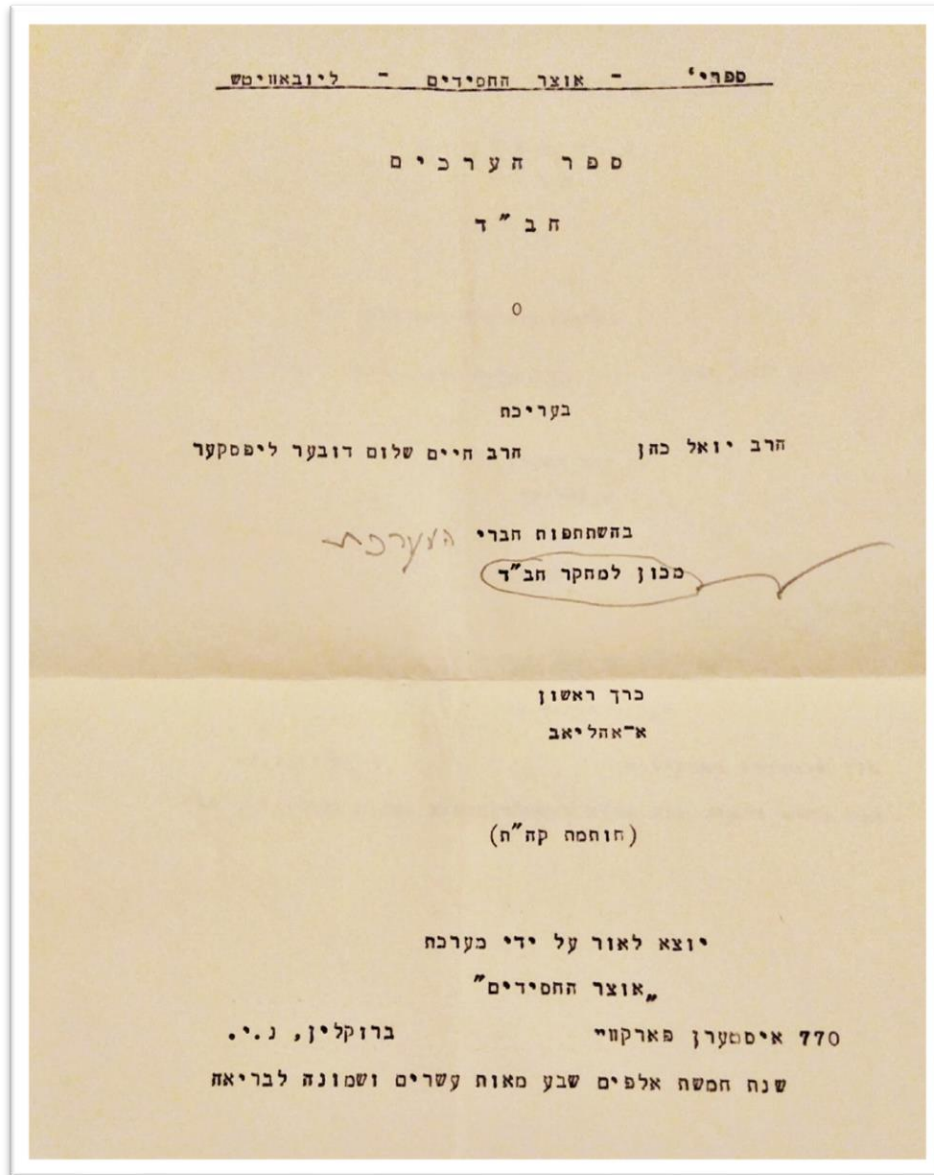 ספרי' - אוצר החסידים - ליובאוויטש
ספר הערכים
חב"ד
o
בעריכת
הרב יואל כהן הרב חיים שלום דובער ליפסקער
בהשתתפות חברי המערכת
מכון למחקר חב"ד
כרך ראשון
א-אהליאב
(חותמת קה"ת)
יוצא לאור על ידי מערכת
„אוצר החסידים"
770 איסטערן פארקוויי ברוקלין, נ.י.
שנת חמשת אלפים שבע מאות עשרים ושמונה לבריאה